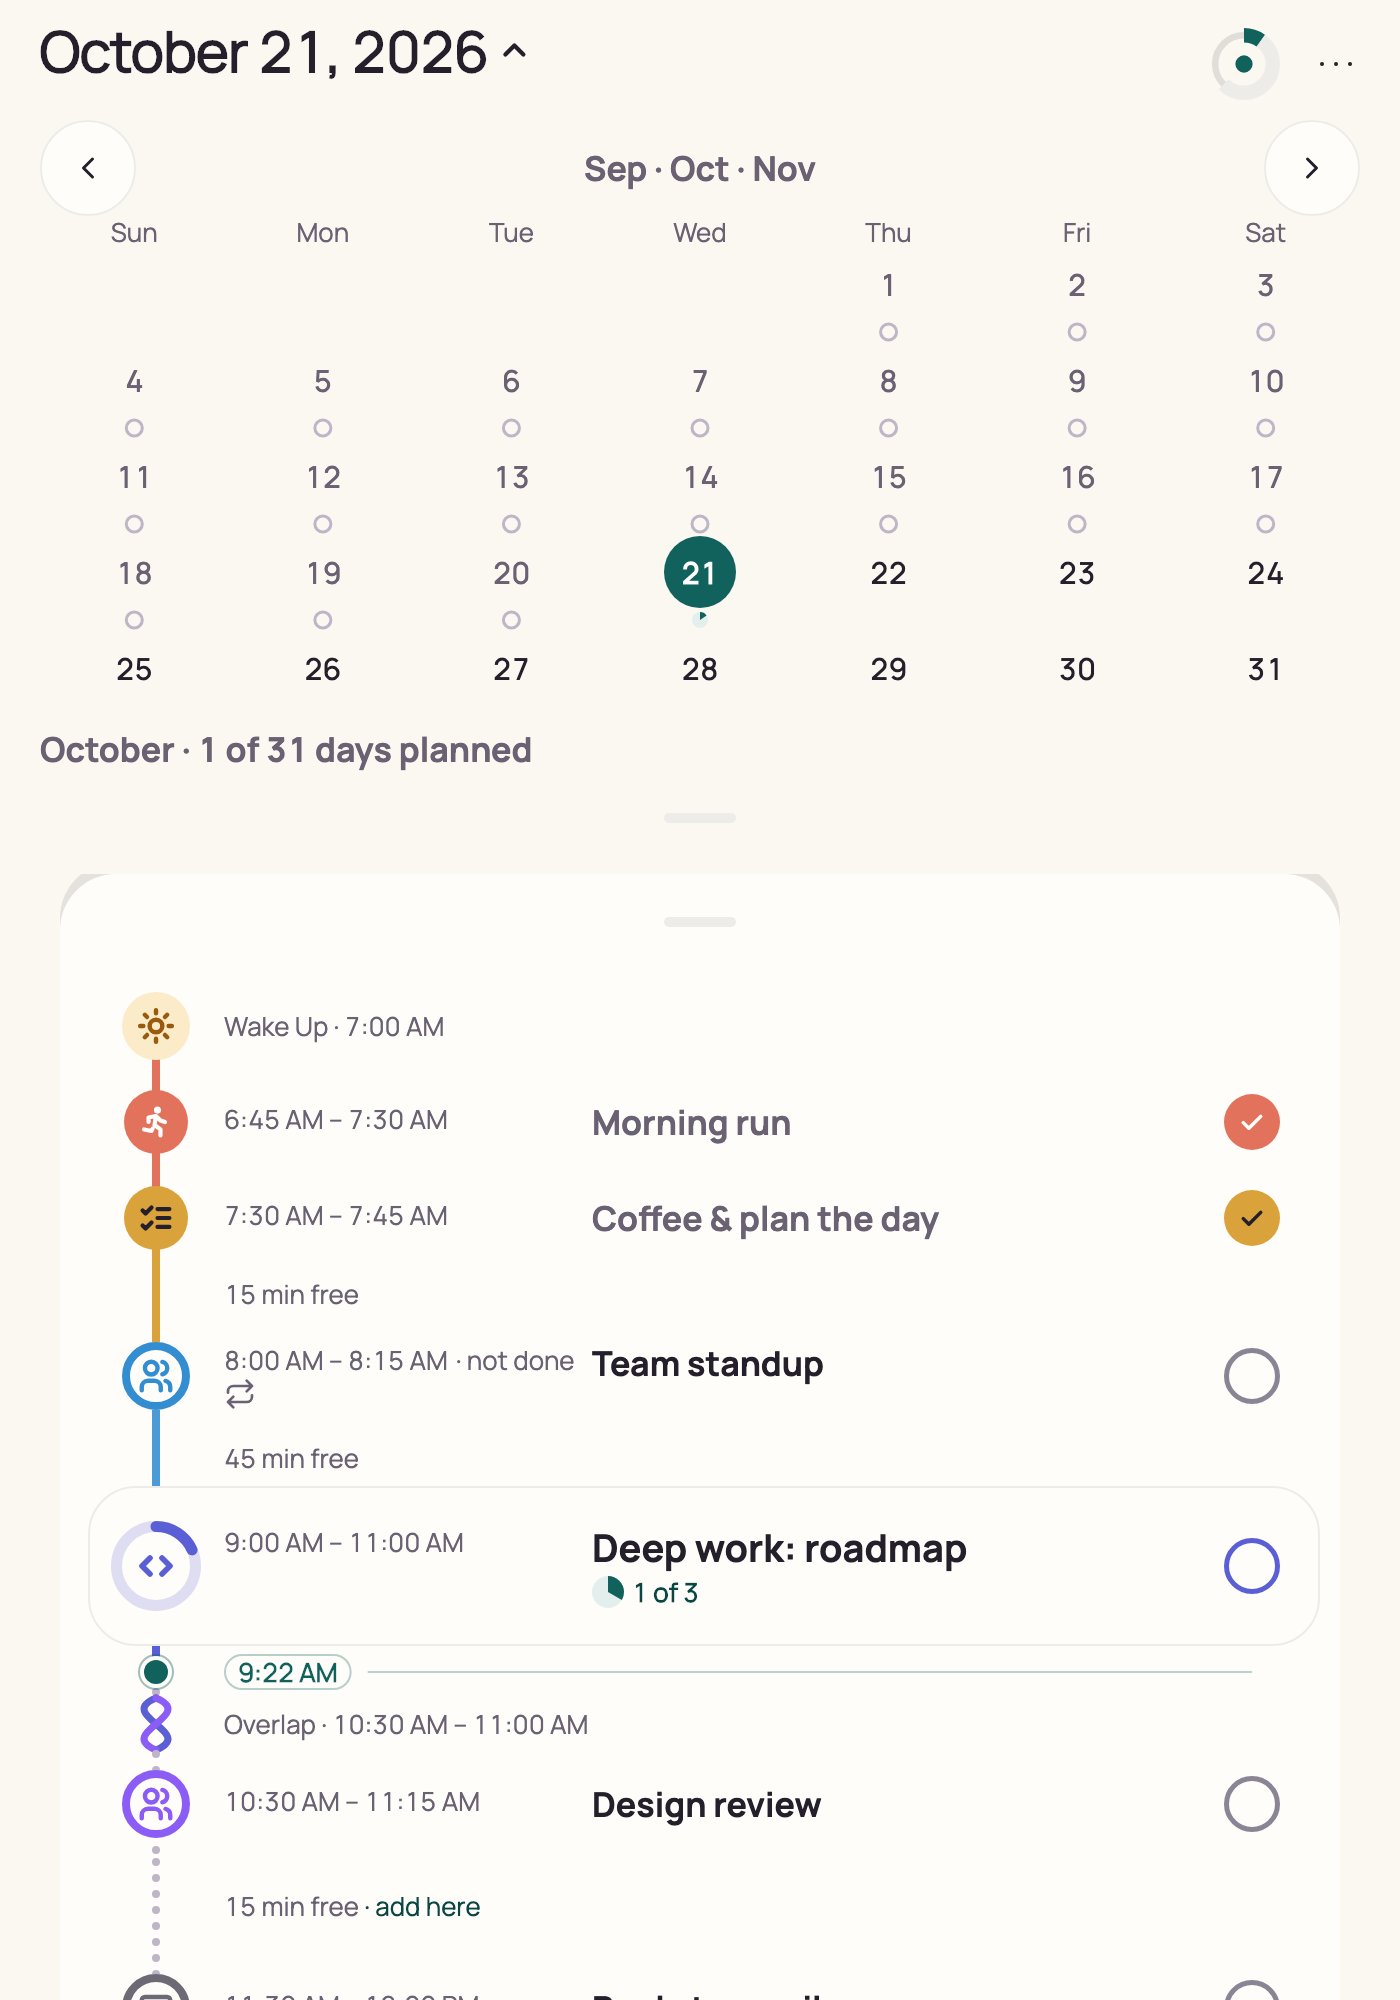 October 21, 2026
...
Sep · Oct · Nov
Sun Mon Tue Wed Thu Fri Sat
1 2 3
4 5 6 7 8 9 10
11 12 13 14 15 16 17
18 19 20 21 22 23 24
25 26 27 28 29 30 31
October · 1 of 31 days planned
Wake Up · 7:00 AM
6:45 AM – 7:30 AM Morning run
7:30 AM – 7:45 AM Coffee & plan the day
15 min free
8:00 AM – 8:15 AM · not done Team standup
45 min free
9:00 AM – 11:00 AM Deep work: roadmap
1 of 3
9:22 AM
Overlap · 10:30 AM – 11:00 AM
10:30 AM – 11:15 AM Design review
15 min free · add here